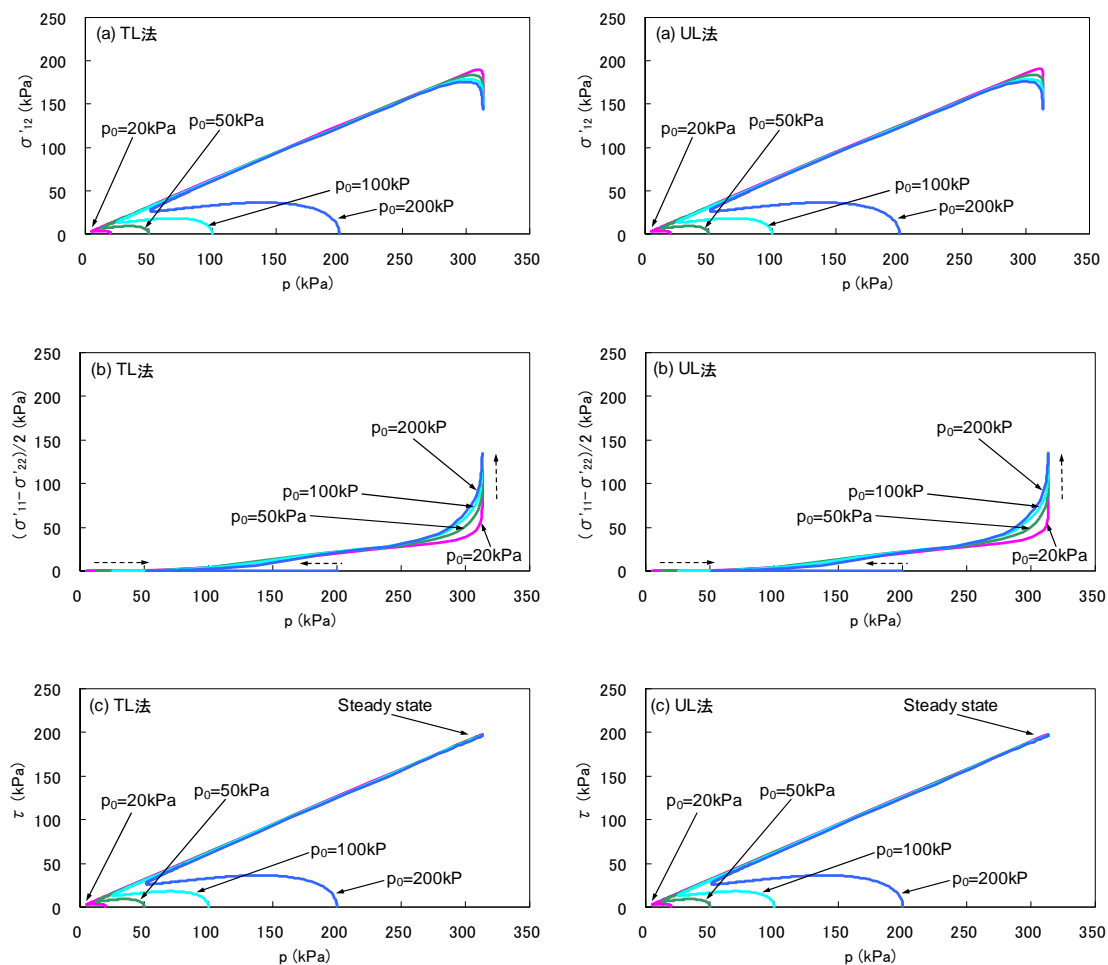 (a) TL法
σ'12 (kPa)
250
200
150
100
50
0
p0=20kPa
p0=50kPa
p0=100kP
p0=200kP
0 50 100 150 200 250 300 350
p (kPa)
(a) UL法
σ'12 (kPa)
250
200
150
100
50
0
p0=20kPa
p0=50kPa
p0=100kP
p0=200kP
0 50 100 150 200 250 300 350
p (kPa)
(b) TL法
(σ'11-σ'22)/2 (kPa)
250
200
150
100
50
0
p0=200kP
p0=100kP
p0=50kPa
p0=20kPa
0 50 100 150 200 250 300 350
p (kPa)
(b) UL法
(σ'11-σ'22)/2 (kPa)
250
200
150
100
50
0
p0=200kP
p0=100kP
p0=50kPa
p0=20kPa
0 50 100 150 200 250 300 350
p (kPa)
(c) TL法
τ (kPa)
250
200
150
100
50
0
Steady state
p0=20kPa
p0=50kPa
p0=100kP
p0=200kP
0 50 100 150 200 250 300 350
p (kPa)
(c) UL法
τ (kPa)
250
200
150
100
50
0
Steady state
p0=20kPa
p0=50kPa
p0=100kP
p0=200kP
0 50 100 150 200 250 300 350
p (kPa)